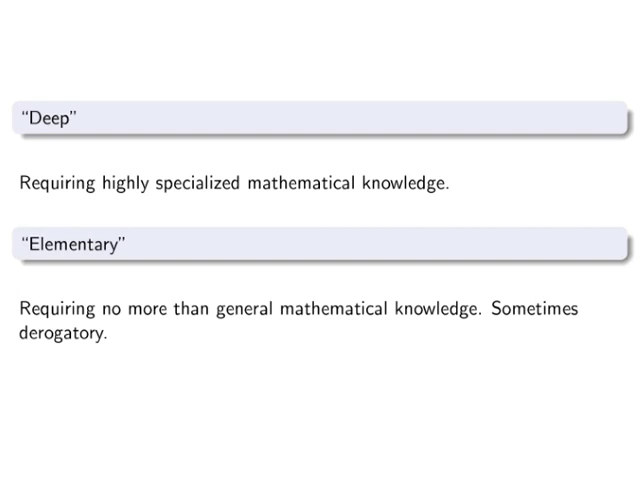 “Deep”
Requiring highly specialized mathematical knowledge.
“Elementary”
Requiring no more than general mathematical knowledge. Sometimes
derogatory.